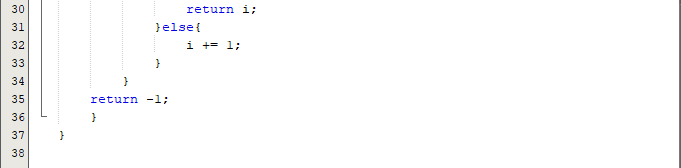 30 return i;
31 }else{
32 i += 1;
33 }
34 }
35 return -1;
36 }
37 }
38